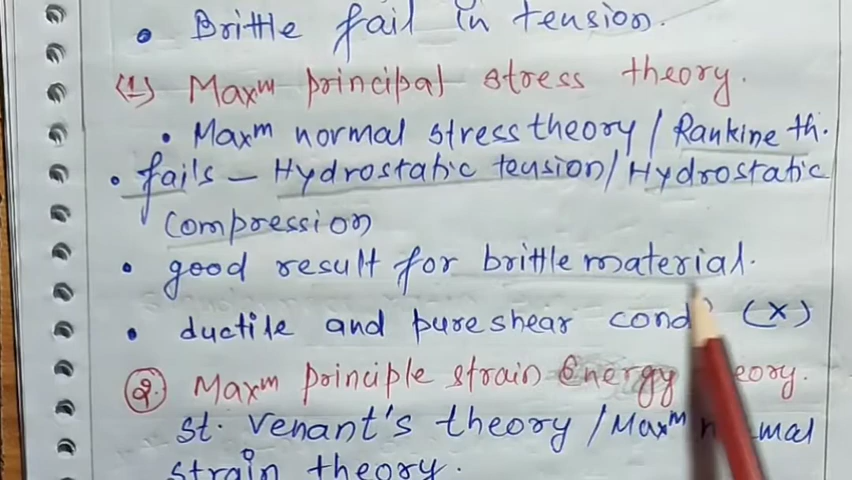 • Brittle fail in tension.
(1) Maxᵐ principal stress theory.
• Maxᵐ normal stress theory / Rankine th.
• fails - Hydrostatic tension / Hydrostatic
compression
• good result for brittle material.
• ductile and pure shear (x)
(2.) Maxᵐ principle strain energy
St. Venant's theory / Maxᵐ
strain theory.